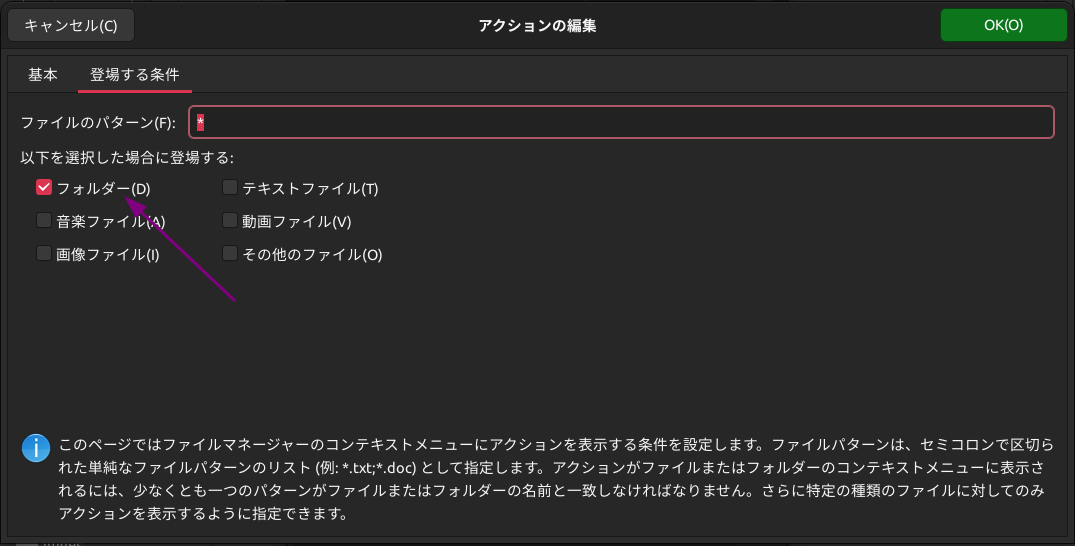 キャンセル(C)
アクションの編集
OK(O)
基本
登場する条件
ファイルのパターン(F):
*
以下を選択した場合に登場する:
フォルダー(D)
テキストファイル(T)
音楽ファイル(A)
動画ファイル(V)
画像ファイル(I)
その他のファイル(O)
このページではファイルマネージャーのコンテキストメニューにアクションを表示する条件を設定します。ファイルパターンは、セミコロンで区切ら
れた単純なファイルパターンのリスト (例: *.txt;*.doc) として指定します。アクションがファイルまたはフォルダーのコンテキストメニューに表示さ
れるには、少なくとも一つのパターンがファイルまたはフォルダーの名前と一致しなければなりません。さらに特定の種類のファイルに対してのみ
アクションを表示するように指定できます。